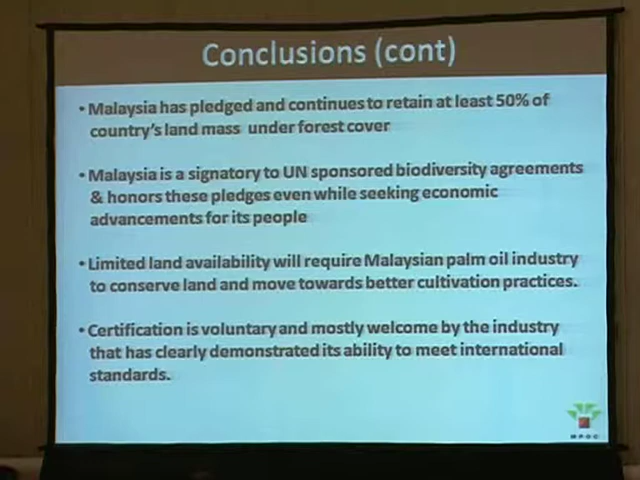 Conclusions (cont)
• Malaysia has pledged and continues to retain at least 50% of
country's land mass under forest cover
• Malaysia is a signatory to UN sponsored biodiversity agreements
& honors these pledges even while seeking economic
advancements for its people
• Limited land availability will require Malaysian palm oil industry
to conserve land and move towards better cultivation practices.
• Certification is voluntary and mostly welcome by the industry
that has clearly demonstrated its ability to meet international
standards.
MPOC